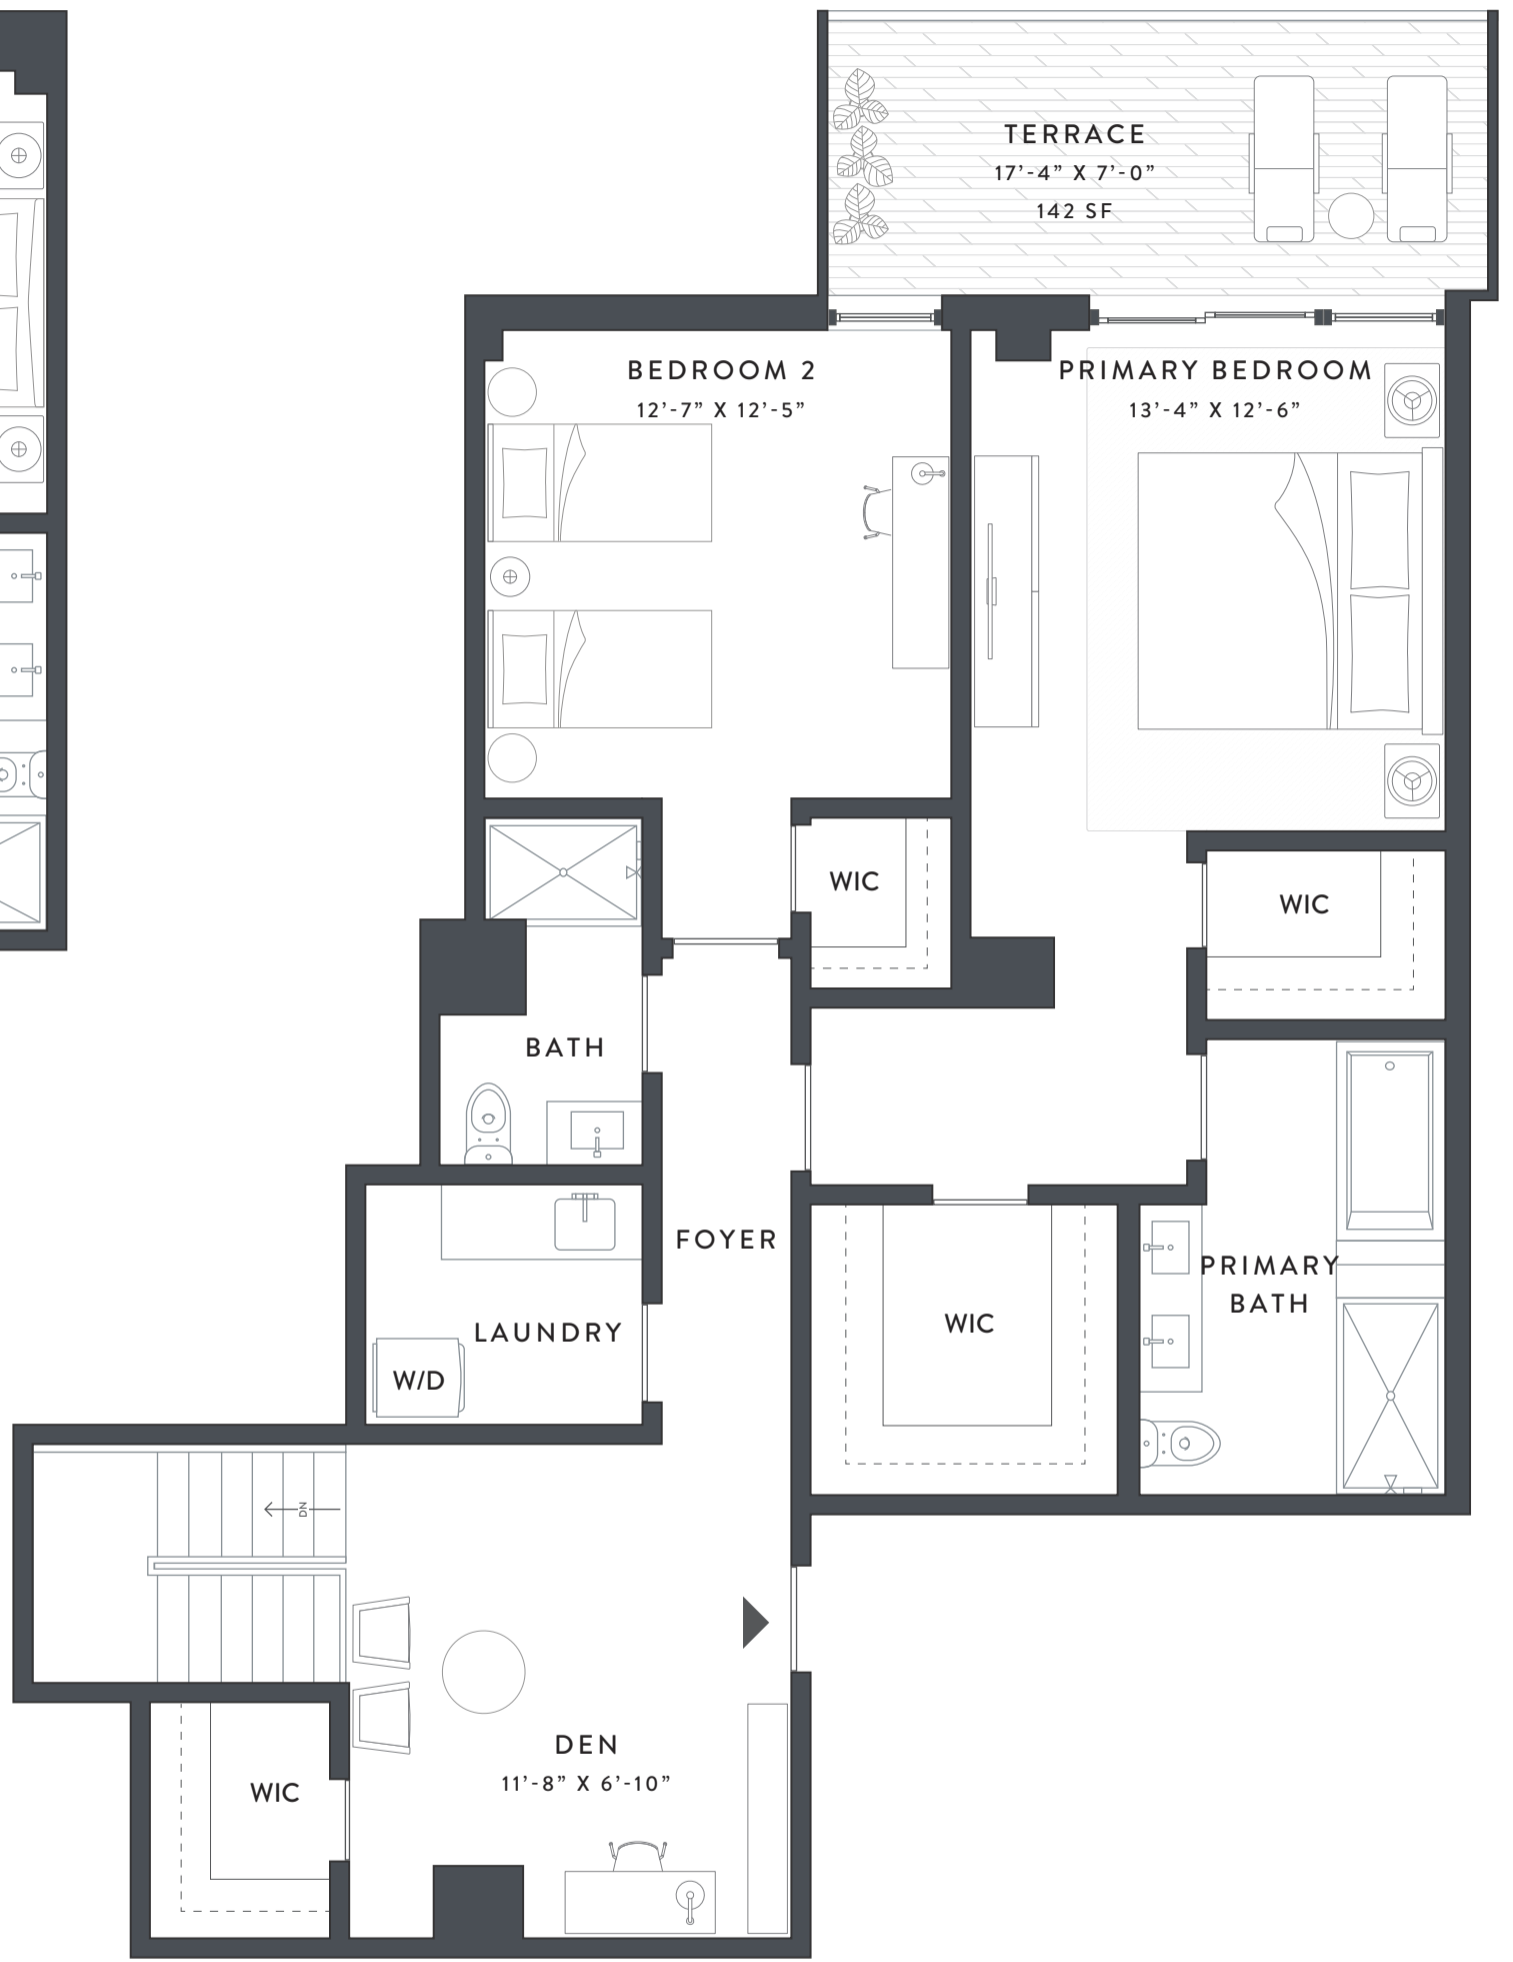 TERRACE
17’-4” X 7’-0”
142 SF
BEDROOM 2
12’-7” X 12’-5”
PRIMARY BEDROOM
13’-4” X 12’-6”
WIC
WIC
BATH
FOYER
PRIMARY
BATH
WIC
LAUNDRY
W/D
DN
DEN
11’-8” X 6’-10”
WIC